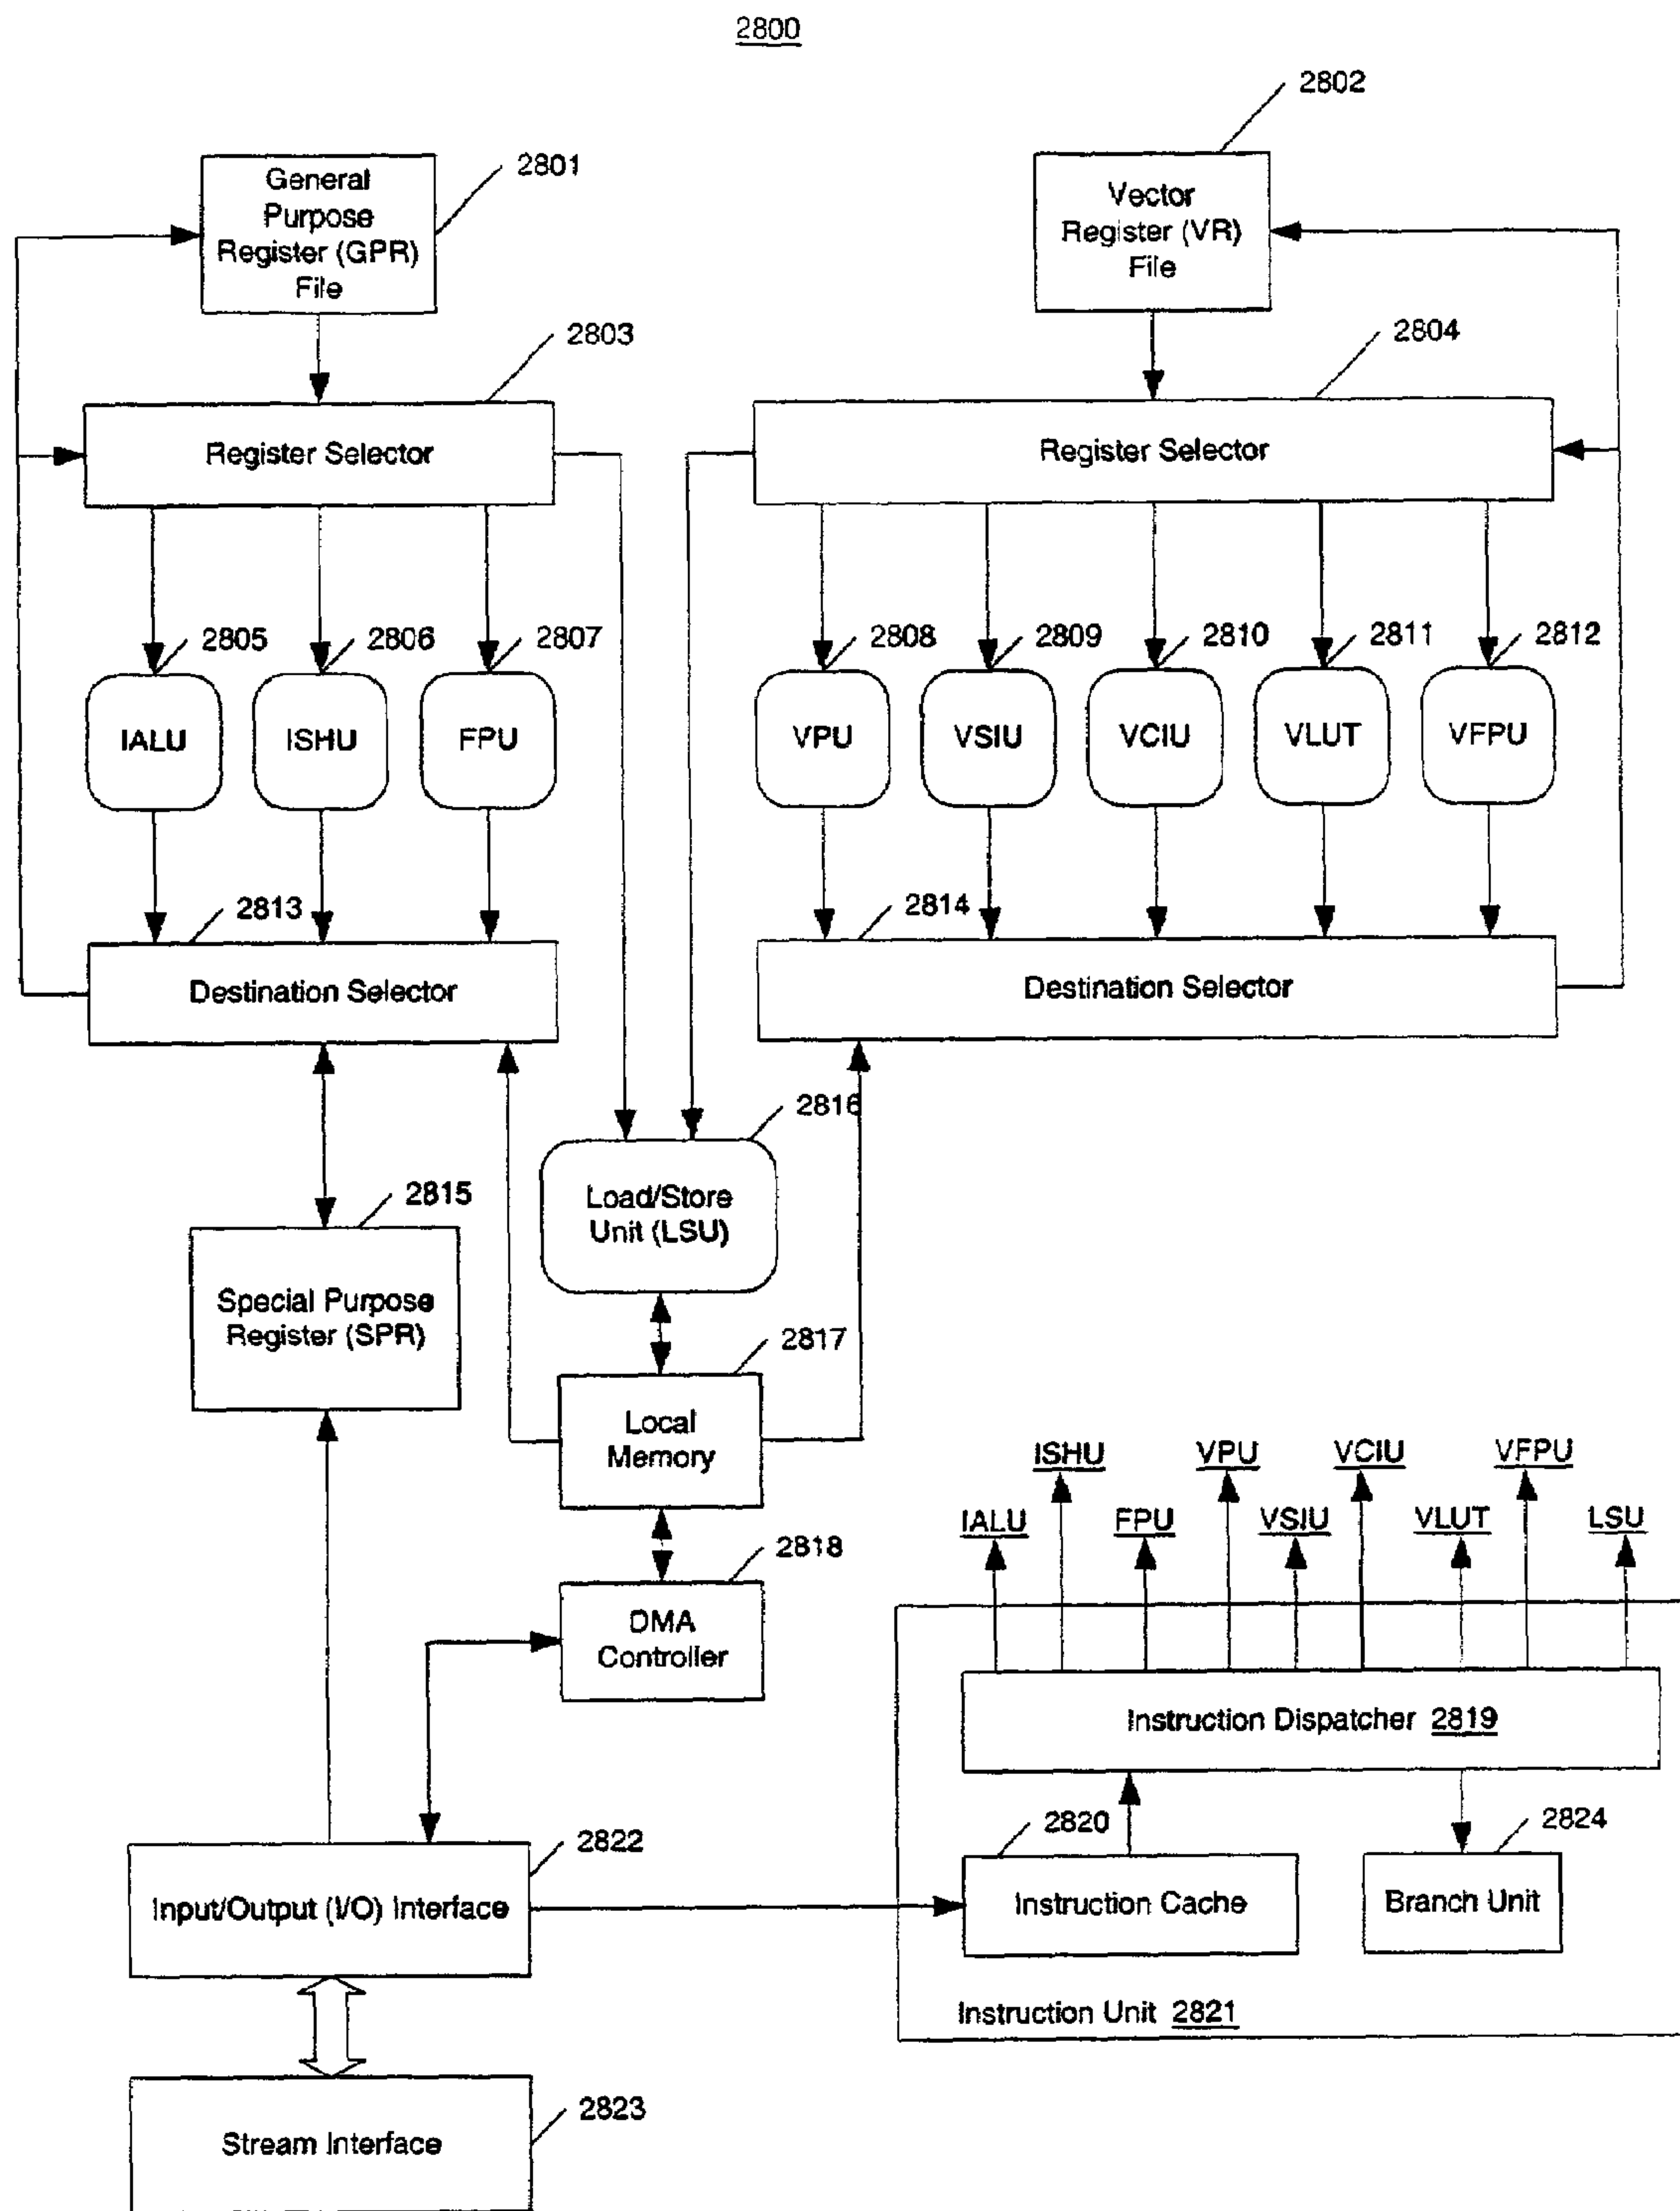 2800
2802
2801
General
Purpose
Register (GPR)
File
Vector
Register (VR)
File
2803
2804
Register Selector
Register Selector
2805
2806
2807
2808
2809
2810
2811
2812
IALU
ISHU
FPU
VPU
VSIU
VCIU
VLUT
VFPU
2813
2814
Destination Selector
Destination Selector
2816
2815
Load/Store
Unit (LSU)
Special Purpose
Register (SPR)
2817
Local
Memory
ISHU
VPU
VCIU
VFPU
IALU
FPU
VSIU
VLUT
LSU
2818
DMA
Controller
Instruction Dispatcher 2819
2820
2824
2822
Input/Output (I/O) Interface
Instruction Cache
Branch Unit
Instruction Unit 2821
2823
Stream Interface